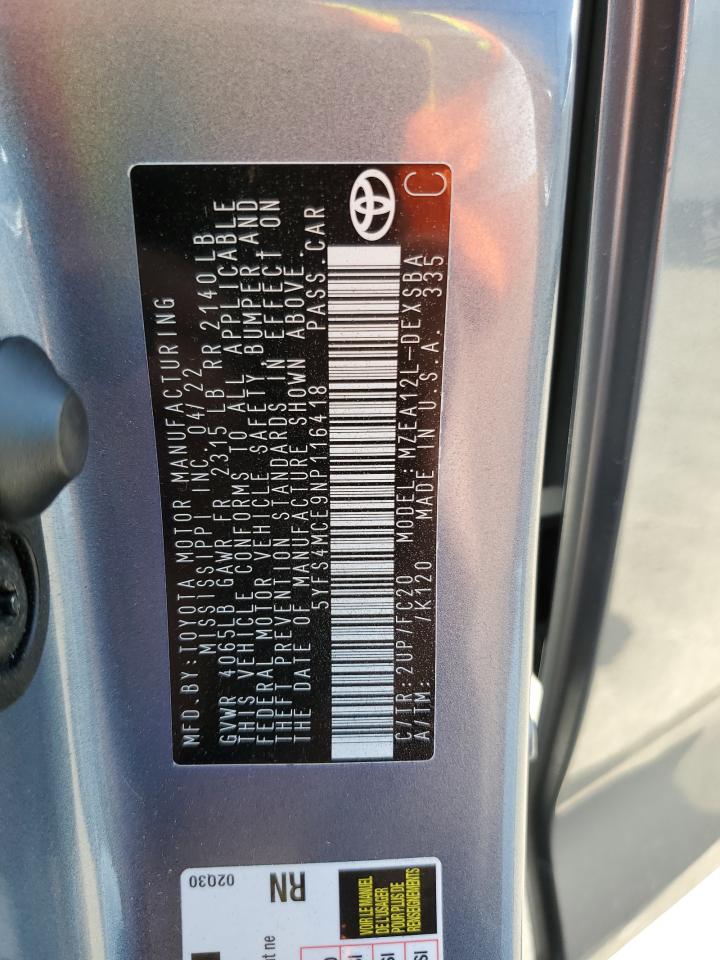 MFD.BY:TOYOTA MOTOR MANUFACTURING
MISSISSIPPI INC. 04/22
GVWR 4065LB GAWR FR 2315 LB RR 2140LB
THIS VEHICLE CONFORMS TO ALL APPLICABLE
FEDERAL MOTOR VEHICLE SAFETY BUMPER AND
THEFT PREVENTION STANDARDS IN EFFECT ON
THE DATE OF MANUFACTURE SHOWN ABOVE.
5YFS4MCE9NP116418 PASS.CAR
C/TR:2UP/FC20 MODEL:MZEA12L-DEXSBA
A/TM: /K120 MADE IN U.S.A. 335
C
02Q30
RN
VOIR LE MANUEL
DE L'USAGER
POUR PLUS DE
RENSEIGNEMENTS